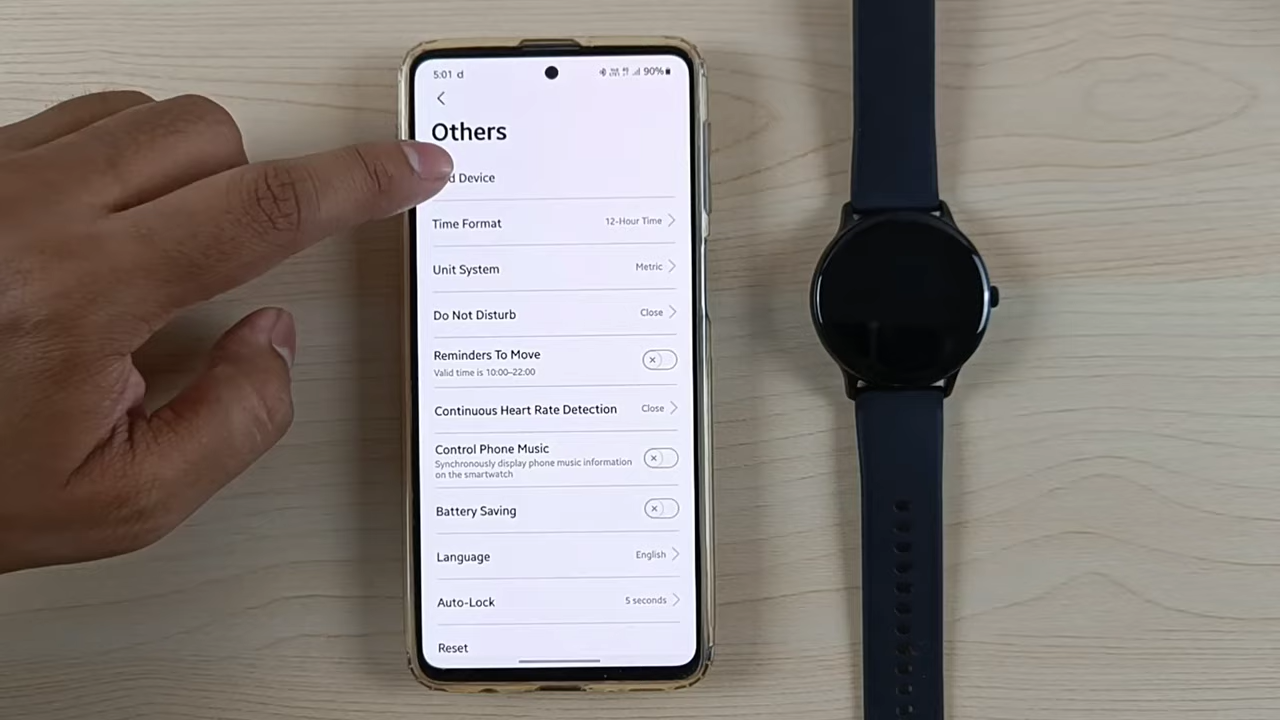 5:01 d
90%
Others
Device
Time Format 12-Hour Time
Unit System Metric
Do Not Disturb Close
Reminders To Move
Valid time is 10:00–22:00
Continuous Heart Rate Detection Close
Control Phone Music
Synchronously display phone music information
on the smartwatch
Battery Saving
Language English
Auto-Lock 5 seconds
Reset